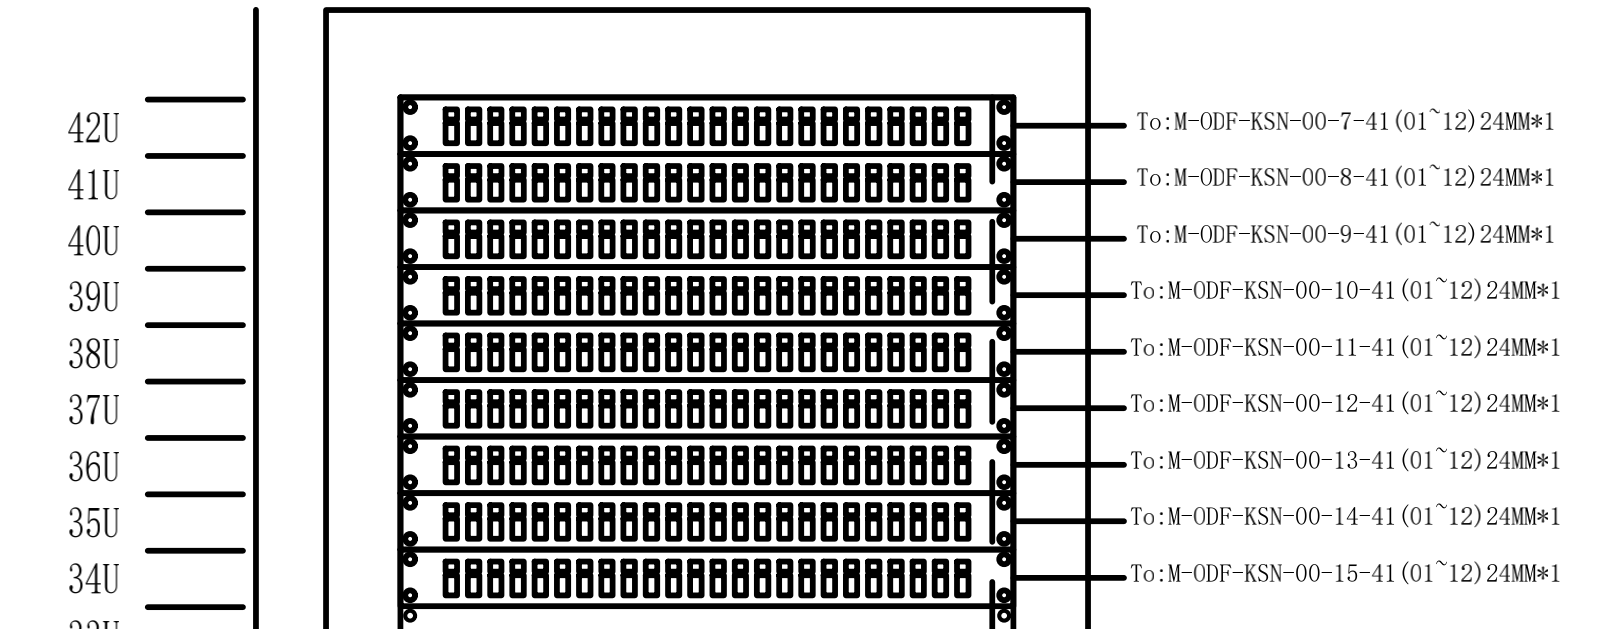 42U To:M-ODF-KSN-00-7-41(01~12)24MM*1
41U To:M-ODF-KSN-00-8-41(01~12)24MM*1
40U To:M-ODF-KSN-00-9-41(01~12)24MM*1
39U To:M-ODF-KSN-00-10-41(01~12)24MM*1
38U To:M-ODF-KSN-00-11-41(01~12)24MM*1
37U To:M-ODF-KSN-00-12-41(01~12)24MM*1
36U To:M-ODF-KSN-00-13-41(01~12)24MM*1
35U To:M-ODF-KSN-00-14-41(01~12)24MM*1
34U To:M-ODF-KSN-00-15-41(01~12)24MM*1